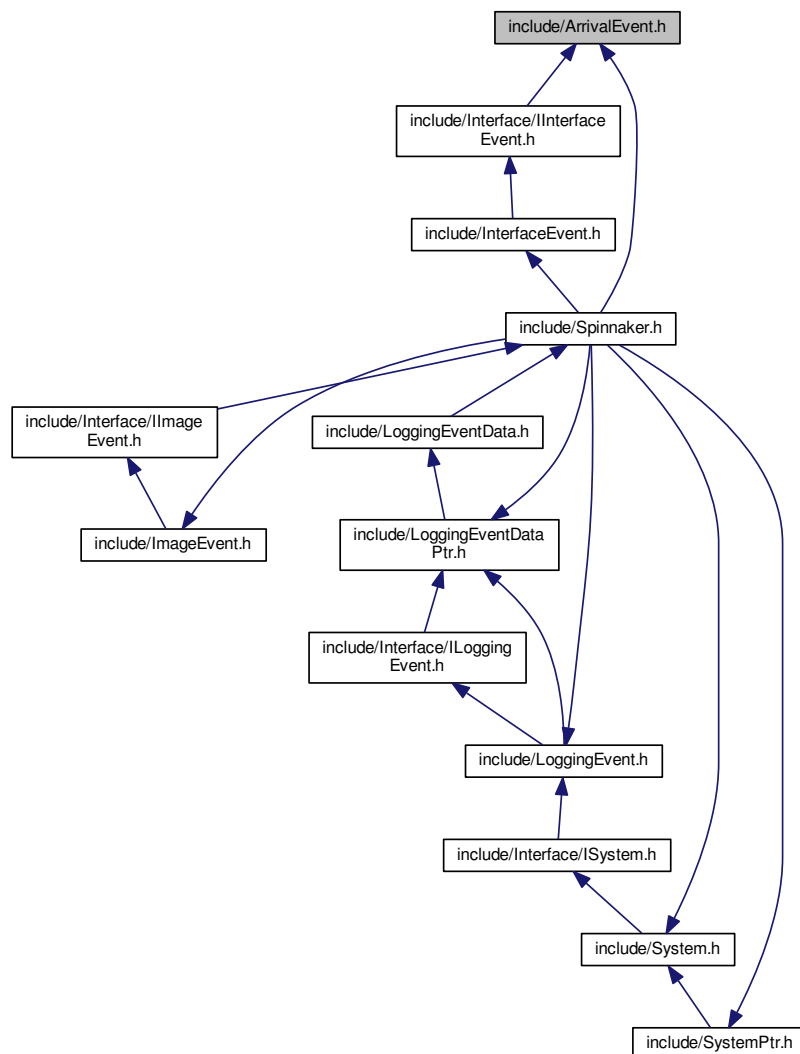 include/ArrivalEvent.h
include/Interface/IInterface
Event.h
include/InterfaceEvent.h
include/Spinnaker.h
include/Interface/IImage
Event.h
include/LoggingEventData.h
include/ImageEvent.h
include/LoggingEventData
Ptr.h
include/Interface/ILogging
Event.h
include/LoggingEvent.h
include/Interface/ISystem.h
include/System.h
include/SystemPtr.h